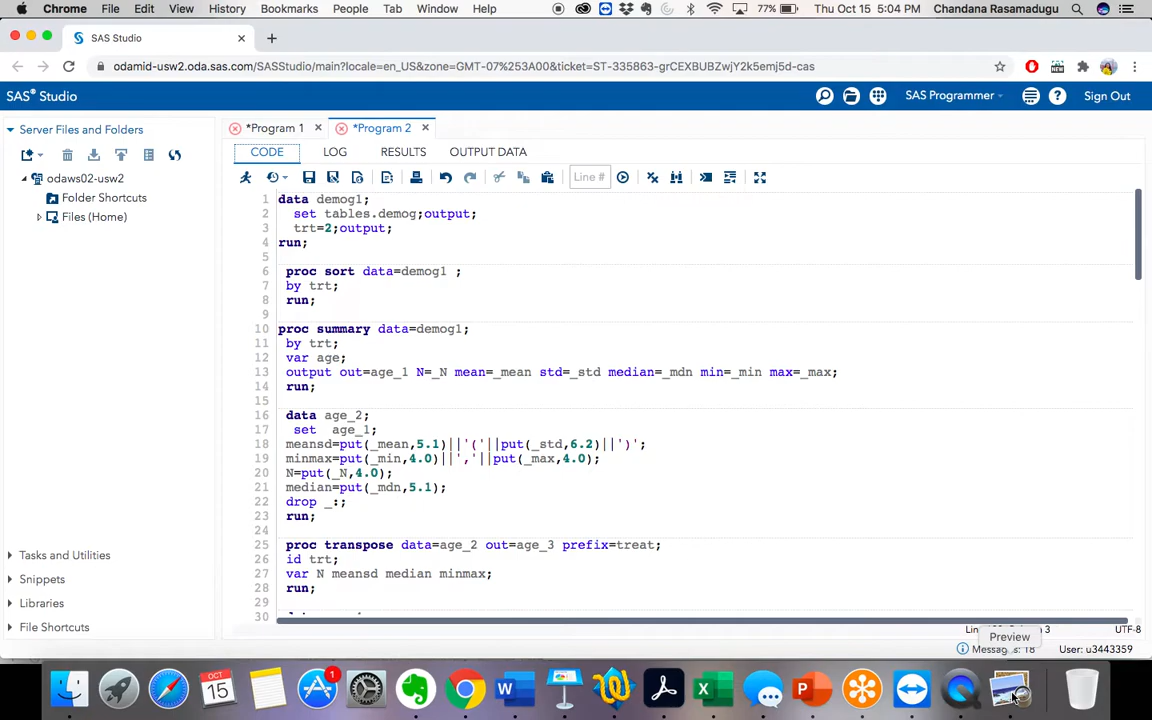 Chrome File Edit View History Bookmarks People Tab Window Help 77% Thu Oct 15 5:04 PM Chandana Rasamadugu
SAS Studio
odamid-usw2.oda.sas.com/SASStudio/main?locale=en_US&zone=GMT-07%253A00&ticket=ST-335863-grCEXBUBZwjY2k5emj5d-cas
SAS® Studio SAS Programmer Sign Out
Server Files and Folders
odaws02-usw2
Folder Shortcuts
Files (Home)
Tasks and Utilities
Snippets
Libraries
File Shortcuts
*Program 1 *Program 2
CODE LOG RESULTS OUTPUT DATA
Line #
1 data demog1;
2 set tables.demog;output;
3 trt=2;output;
4 run;
5
6 proc sort data=demog1 ;
7 by trt;
8 run;
9
10 proc summary data=demog1;
11 by trt;
12 var age;
13 output out=age_1 N=_N mean=_mean std=_std median=_mdn min=_min max=_max;
14 run;
15
16 data age_2;
17 set age_1;
18 meansd=put(_mean,5.1)||'('||put(_std,6.2)||')';
19 minmax=put(_min,4.0)||','||put(_max,4.0);
20 N=put(_N,4.0);
21 median=put(_mdn,5.1);
22 drop _:;
23 run;
24
25 proc transpose data=age_2 out=age_3 prefix=treat;
26 id trt;
27 var N meansd median minmax;
28 run;
29
30
UTF-8
Preview
Messages: 18 User: u3443359
OCT
15
1